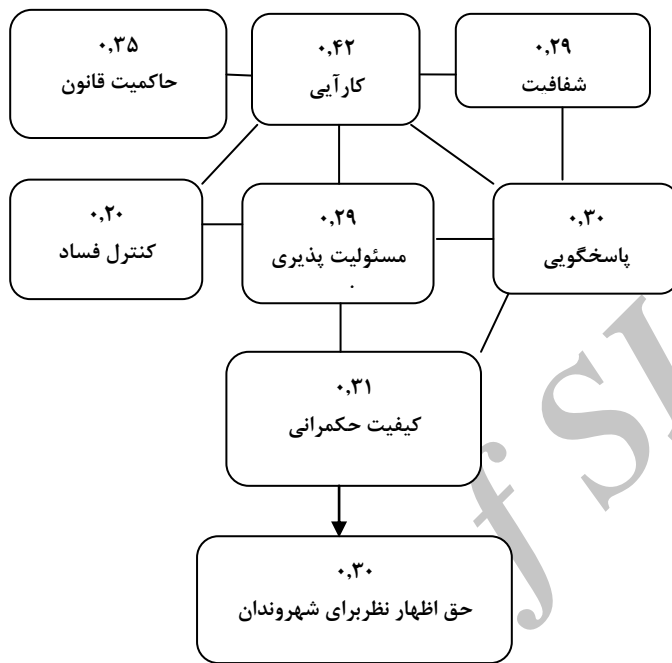 ۰,۳۵
حاکمیت قانون
۰,۴۲
کارآیی
۰,۲۹
شفافیت
۰,۲۰
کنترل فساد
۰,۲۹
مسئولیت پذیری
.
۰,۳۰
پاسخگویی
۰,۳۱
کیفیت حکمرانی
۰,۳۰
حق اظهار نظربرای شهروندان
f SI